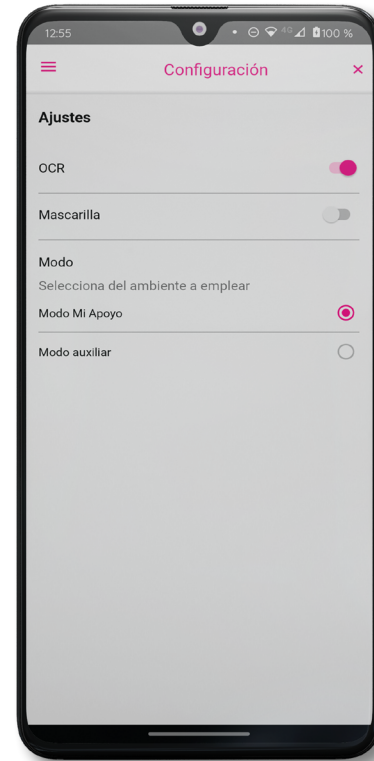 12:55
4G 100 %
Configuración
Ajustes
OCR
Mascarilla
Modo
Selecciona del ambiente a emplear
Modo Mi Apoyo
Modo auxiliar